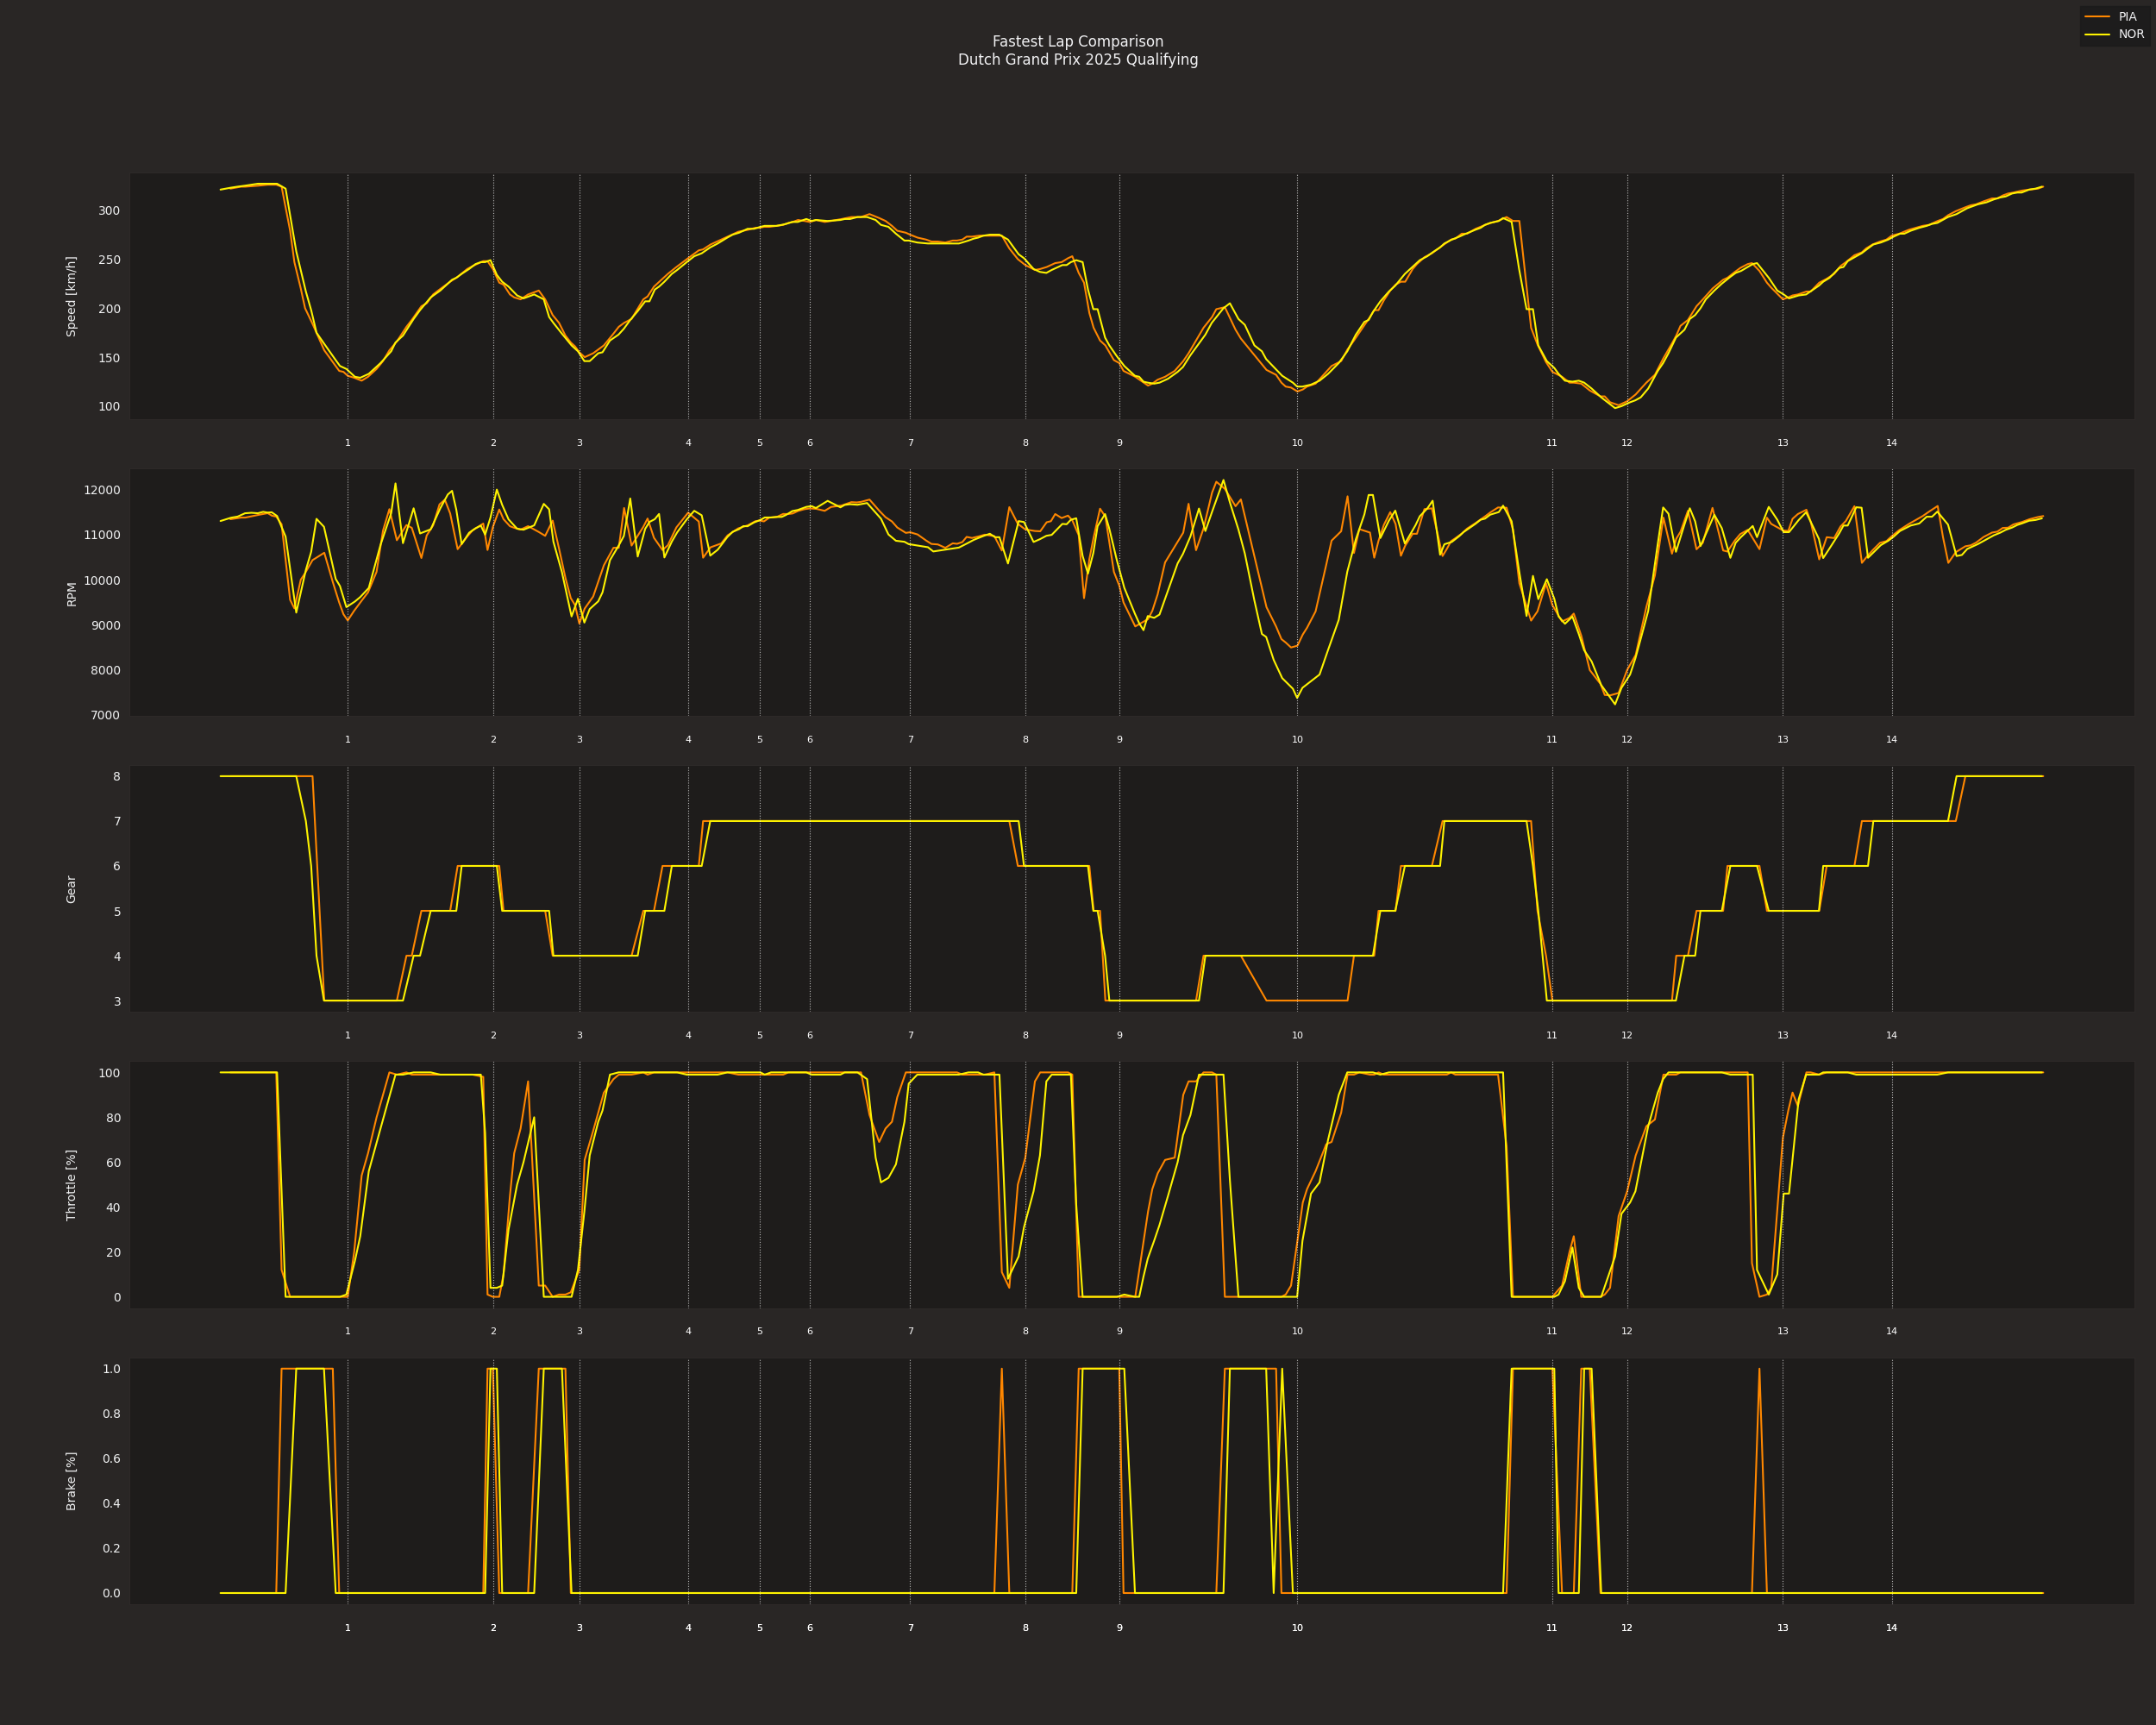 PIA
NOR
Fastest Lap Comparison
Dutch Grand Prix 2025 Qualifying
Speed [km/h]
300
250
200
150
100
1 2 3 4 5 6 7 8 9 10 11 12 13 14
RPM
12000
11000
10000
9000
8000
7000
1 2 3 4 5 6 7 8 9 10 11 12 13 14
Gear
8
7
6
5
4
3
1 2 3 4 5 6 7 8 9 10 11 12 13 14
Throttle [%]
100
80
60
40
20
0
1 2 3 4 5 6 7 8 9 10 11 12 13 14
Brake [%]
1.0
0.8
0.6
0.4
0.2
0.0
1 2 3 4 5 6 7 8 9 10 11 12 13 14